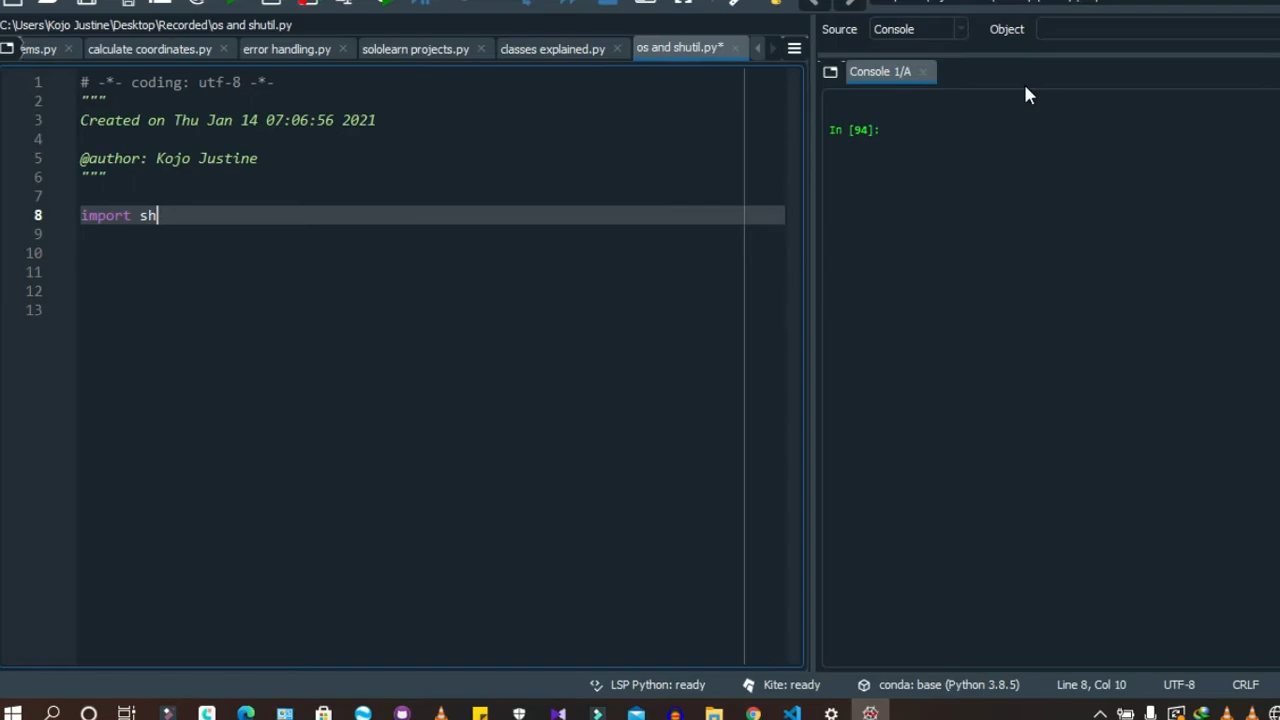 C:\Users\Kojo Justine\Desktop\Recorded\os and shutil.py
ems.py
calculate coordinates.py
error handling.py
sololearn projects.py
classes explained.py
os and shutil.py*
1 # -*- coding: utf-8 -*-
2 """
3 Created on Thu Jan 14 07:06:56 2021
4
5 @author: Kojo Justine
6 """
7
8 import sh
9
10
11
12
13
Source Console Object
Console 1/A
In [94]:
LSP Python: ready Kite: ready conda: base (Python 3.8.5) Line 8, Col 10 UTF-8 CRLF